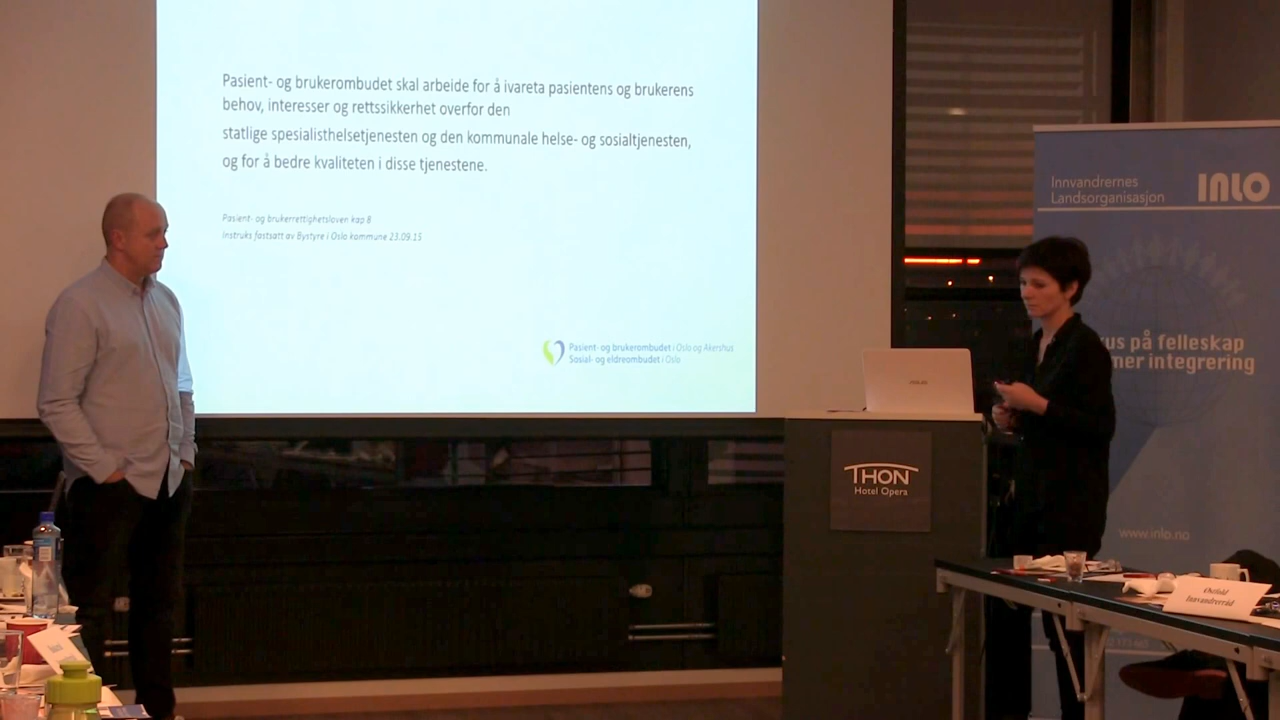 Pasient- og brukerombudet skal arbeide for å ivareta pasientens og brukerens
behov, interesser og rettssikkerhet overfor den
statlige spesialisthelsetjenesten og den kommunale helse- og sosialtjenesten,
og for å bedre kvaliteten i disse tjenestene.
Pasient- og brukerrettighetsloven kap 8
Instruks fastsatt av Bystyre i Oslo kommune 23.09.15
Pasient- og brukerombudet i Oslo og Akershus
Sosial- og eldreombudet i Oslo
Innvandrernes
Landsorganisasjon
INLO
på felleskap
mer integrering
www.inlo.no
ASUS
THON
Hotel Opera
Østfold
Innvandrerråd